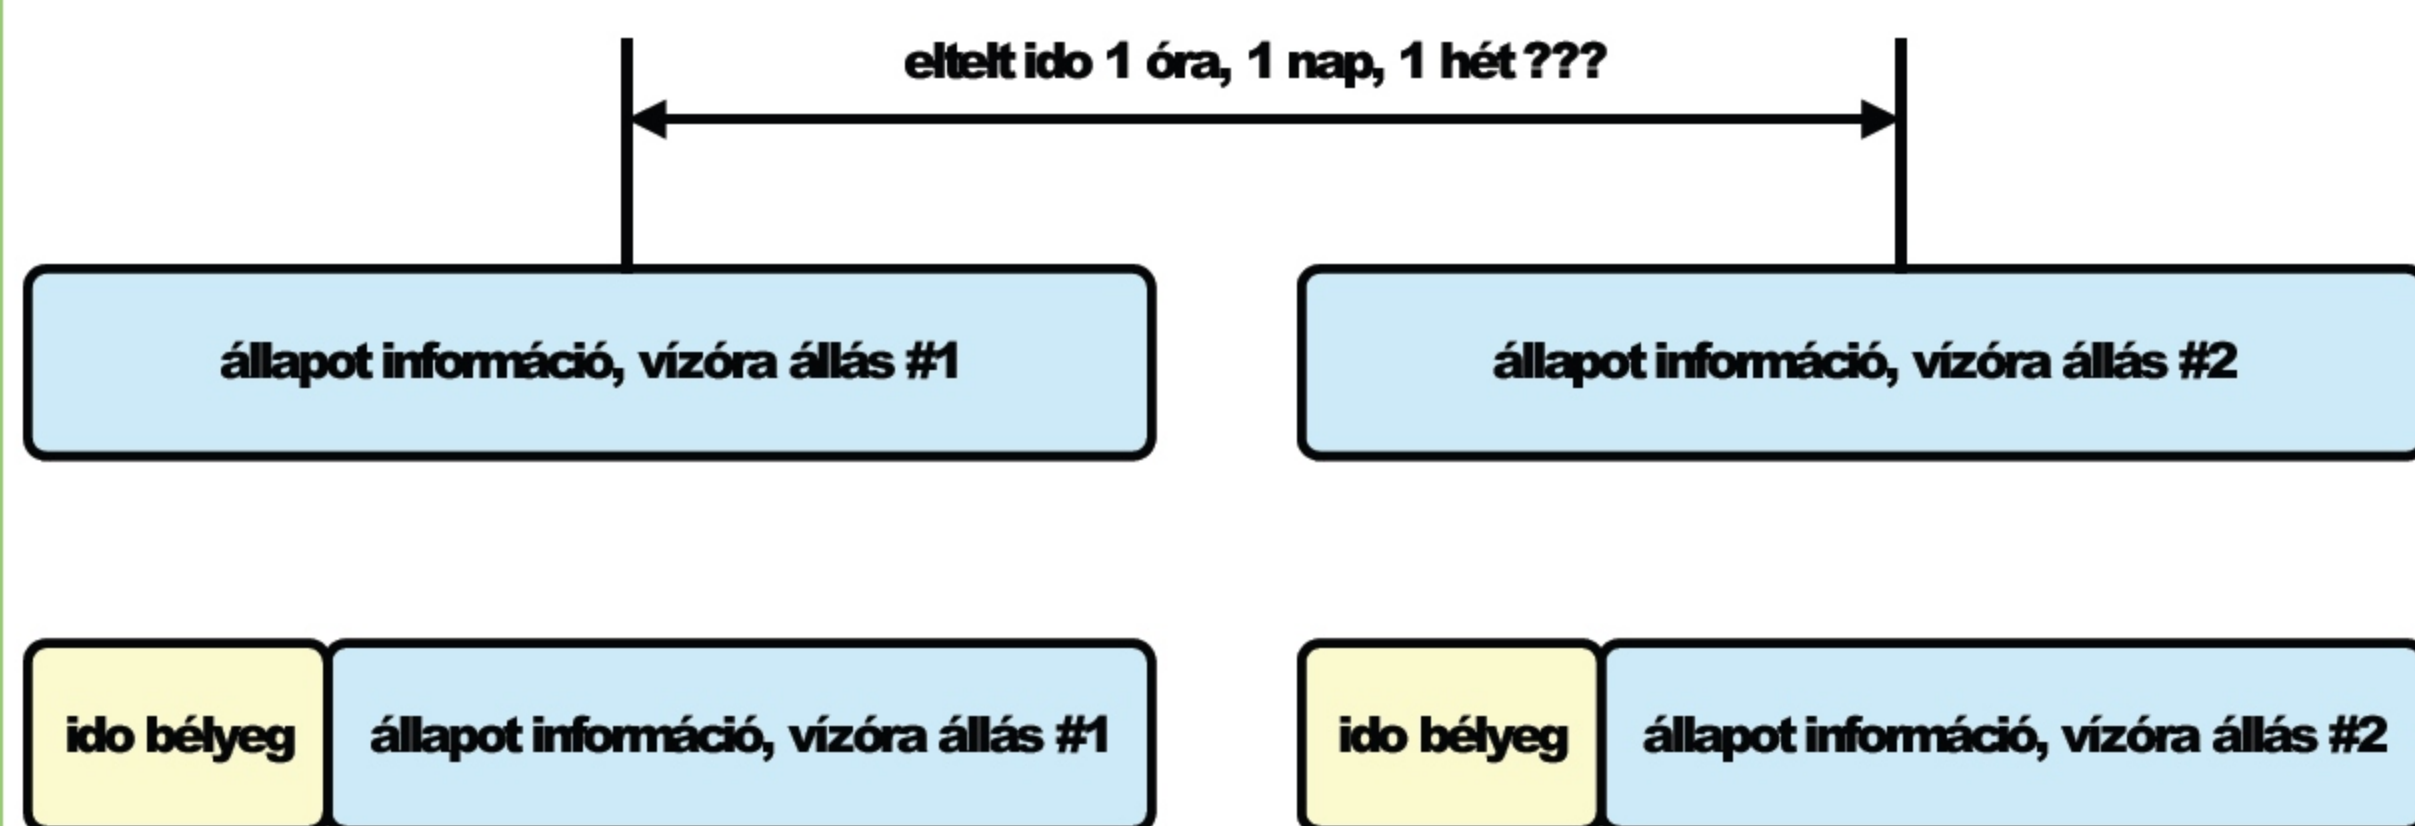 eltelt ido 1 óra, 1 nap, 1 hét ???
állapot információ, vízóra állás #1
állapot információ, vízóra állás #2
ido bélyeg
állapot információ, vízóra állás #1
ido bélyeg
állapot információ, vízóra állás #2